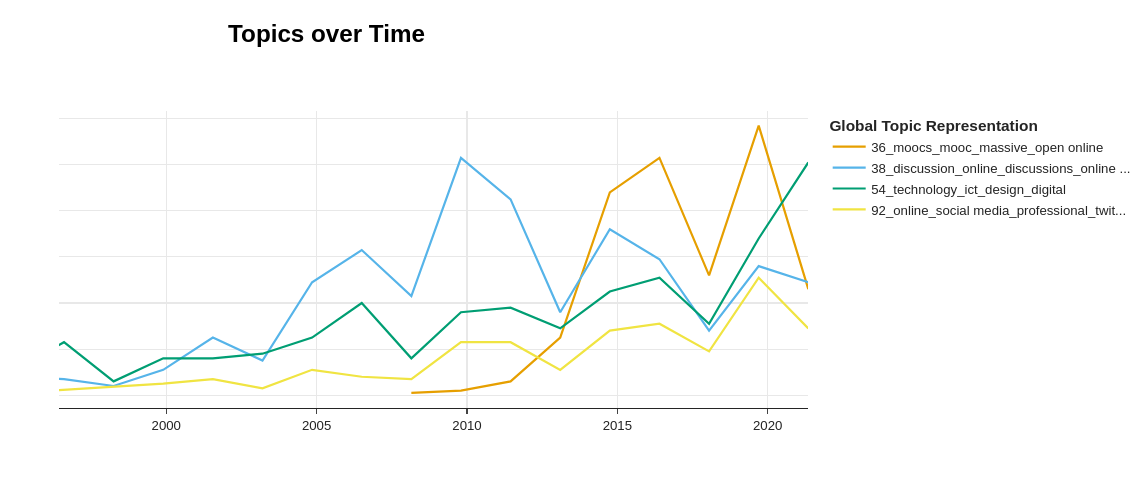 Topics over Time
Global Topic Representation
36_moocs_mooc_massive_open online
38_discussion_online_discussions_online ...
54_technology_ict_design_digital
92_online_social media_professional_twit...
2000 2005 2010 2015 2020